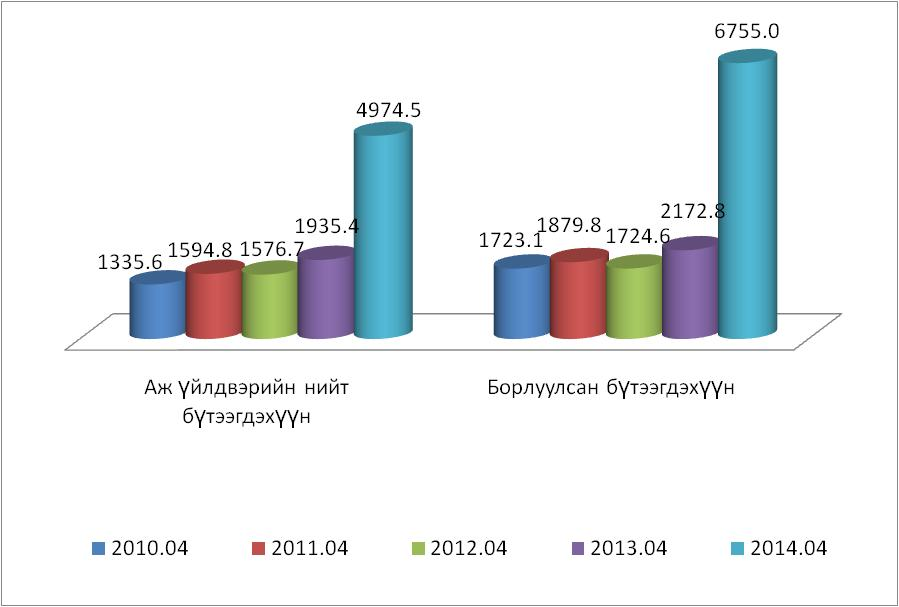 6755.0
4974.5
1335.6 1594.8 1576.7 1935.4 1723.1 1879.8 1724.6 2172.8
Аж үйлдвэрийн нийт
бүтээгдэхүүн
Борлуулсан бүтээгдэхүүн
2010.04 2011.04 2012.04 2013.04 2014.04